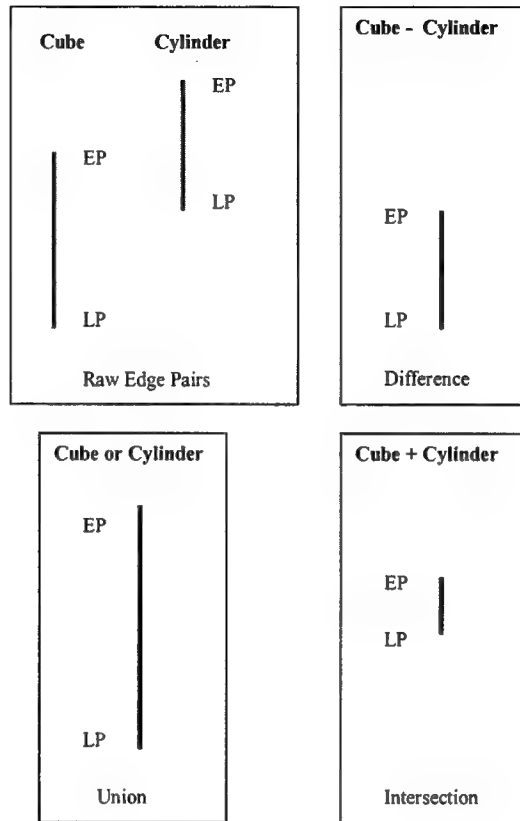 Cube Cylinder
EP
EP
LP
LP
Raw Edge Pairs
Cube - Cylinder
EP
LP
Difference
Cube or Cylinder
EP
LP
Union
Cube + Cylinder
EP
LP
Intersection